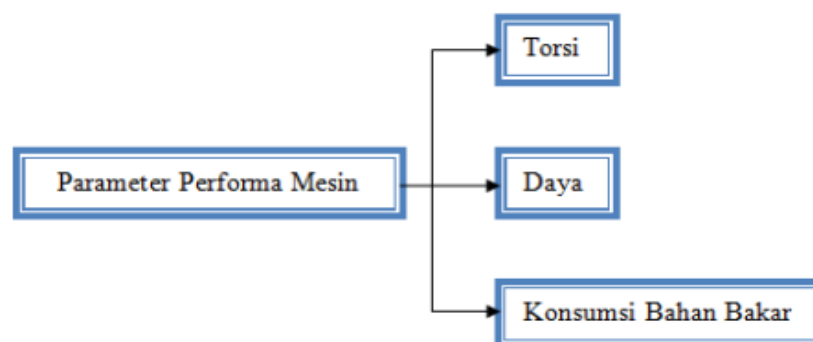 Torsi
Parameter Performa Mesin
Daya
Konsumsi Bahan Bakar